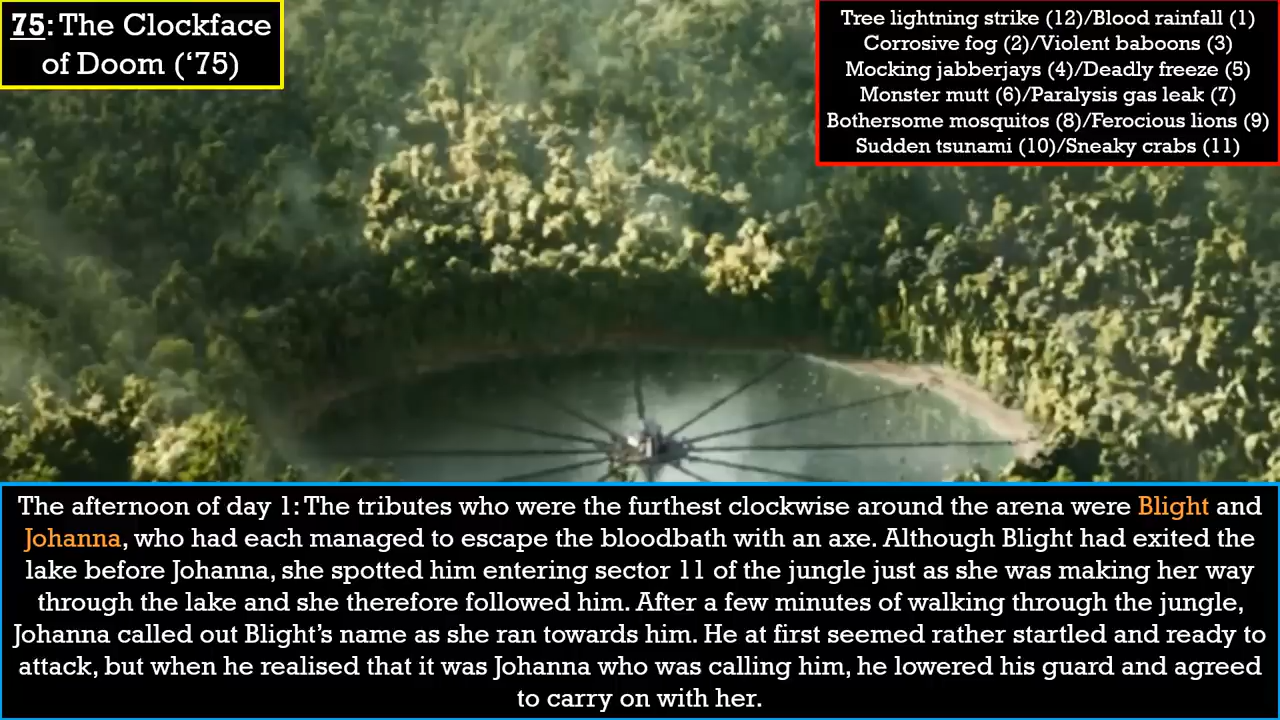 75: The Clockface
of Doom (‘75)
Tree lightning strike (12)/Blood rainfall (1)
Corrosive fog (2)/Violent baboons (3)
Mocking jabberjays (4)/Deadly freeze (5)
Monster mutt (6)/Paralysis gas leak (7)
Bothersome mosquitos (8)/Ferocious lions (9)
Sudden tsunami (10)/Sneaky crabs (11)
The afternoon of day 1: The tributes who were the furthest clockwise around the arena were Blight and
Johanna, who had each managed to escape the bloodbath with an axe. Although Blight had exited the
lake before Johanna, she spotted him entering sector 11 of the jungle just as she was making her way
through the lake and she therefore followed him. After a few minutes of walking through the jungle,
Johanna called out Blight’s name as she ran towards him. He at first seemed rather startled and ready to
attack, but when he realised that it was Johanna who was calling him, he lowered his guard and agreed
to carry on with her.